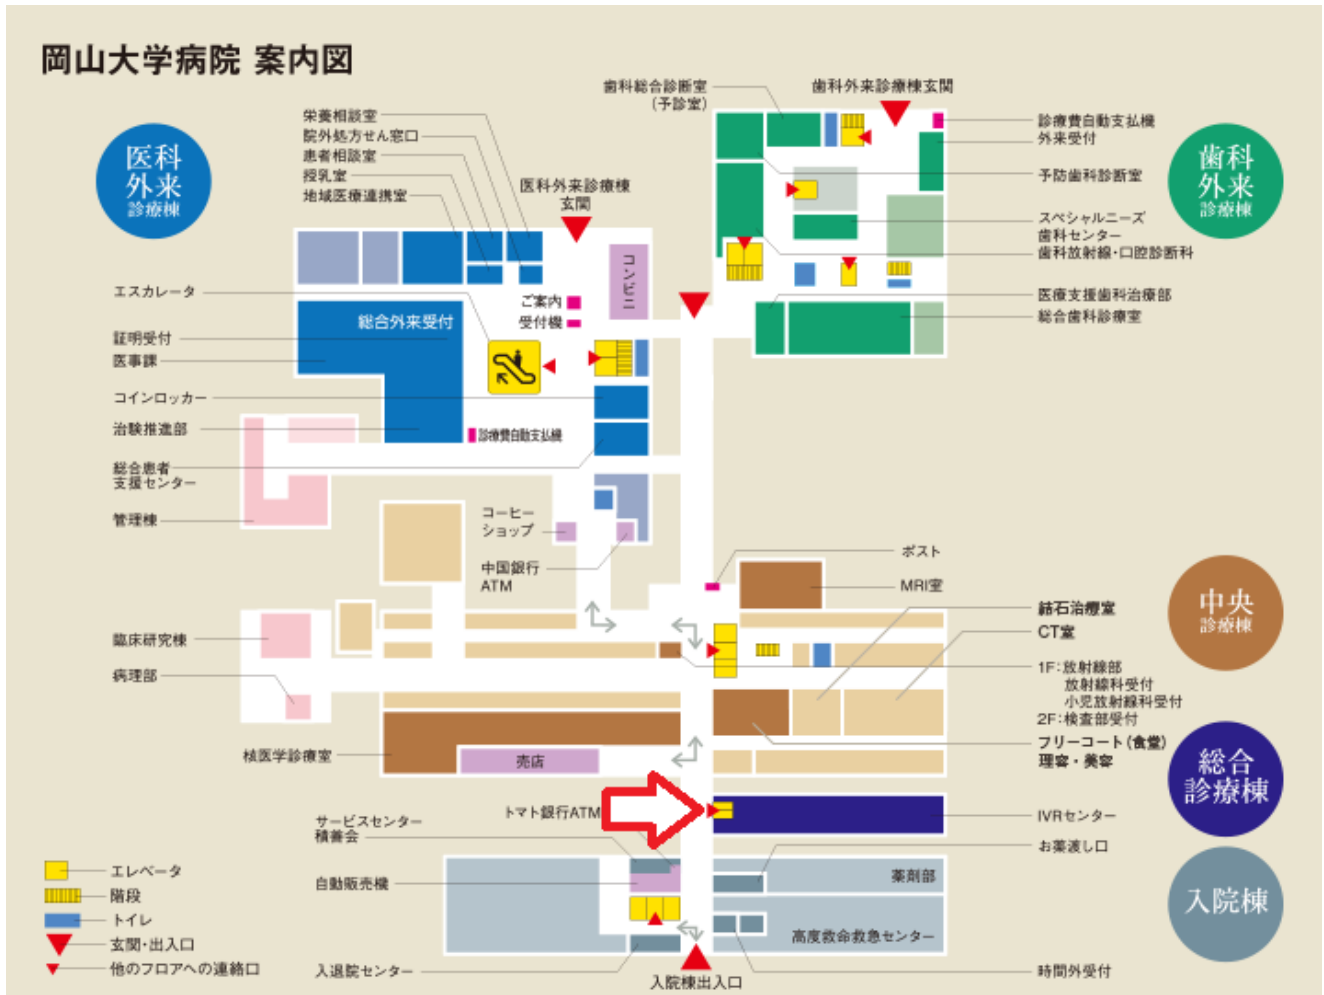 岡山大学病院 案内図
医科
外来
診療棟
歯科
外来
診療棟
中央
診療棟
総合
診療棟
入院棟
栄養相談室
院外処方せん窓口
患者相談室
授乳室
地域医療連携室
医科外来診療棟
玄関
コンビニ
ご案内
受付機
エスカレータ
総合外来受付
証明受付
医事課
コインロッカー
治験推進部
診療費自動支払機
総合患者
支援センター
管理棟
コーヒー
ショップ
中国銀行
ATM
歯科総合診断室
(予診室)
歯科外来診療棟玄関
診療費自動支払機
外来受付
予防歯科診断室
スペシャルニーズ
歯科センター
歯科放射線・口腔診断科
医療支援歯科治療部
総合歯科診療室
ポスト
MRI室
結石治療室
CT室
1F:放射線部
放射線科受付
小児放射線科受付
2F:検査部受付
フリーコート(食堂)
理容・美容
臨床研究棟
病理部
核医学診療室
売店
トマト銀行ATM
サービスセンター
積善会
自動販売機
入退院センター
入院棟出入口
IVRセンター
お薬渡し口
薬剤部
高度救命救急センター
時間外受付
エレベータ
階段
トイレ
玄関・出入口
他のフロアへの連絡口